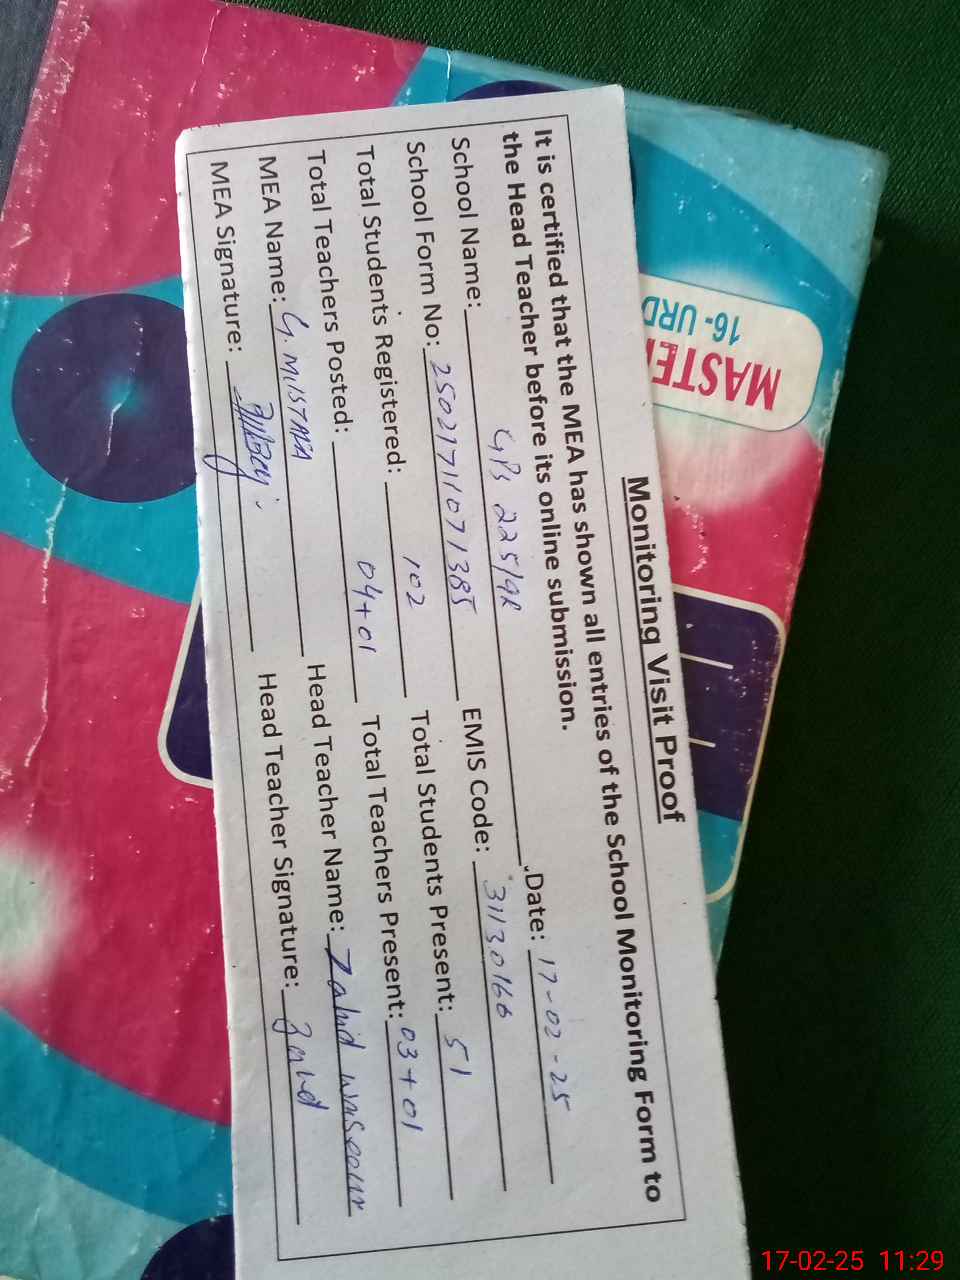 Monitoring Visit Proof
It is certified that the MEA has shown all entries of the School Monitoring Form to
the Head Teacher before its online submission.
School Name: GPS 225/9R Date: 17-02-25
School Form No: 2502171071385 EMIS Code: 31130166
Total Students Registered: 102 Total Students Present: 51
Total Teachers Posted: 04+01 Total Teachers Present: 03+01
MEA Name: G. MUSTAFA Head Teacher Name: Zahid
MEA Signature: Head Teacher Signature: Zahid
MASTE
16- URD
17-02-25 11:29